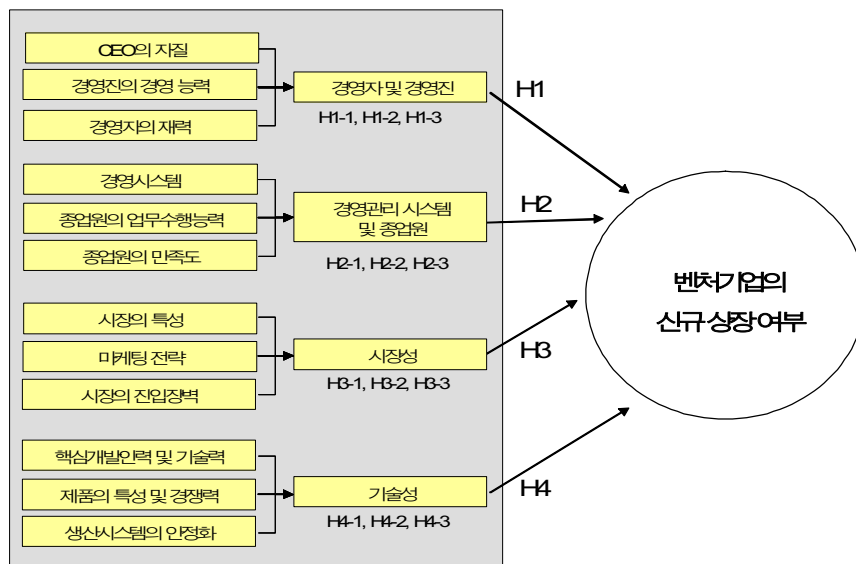 CEO의 자질
경영진의 경영 능력
경영자의 재력
경영자 및 경영진
H1-1, H1-2, H1-3
H1
경영시스템
종업원의 업무수행능력
종업원의 만족도
경영관리 시스템
및 종업원
H2-1, H2-2, H2-3
H2
시장의 특성
마케팅 전략
시장의 진입장벽
시장성
H3-1, H3-2, H3-3
H3
핵심개발인력 및 기술력
제품의 특성 및 경쟁력
생산시스템의 안정화
기술성
H4-1, H4-2, H4-3
H4
벤처기업의
신규 상장 여부